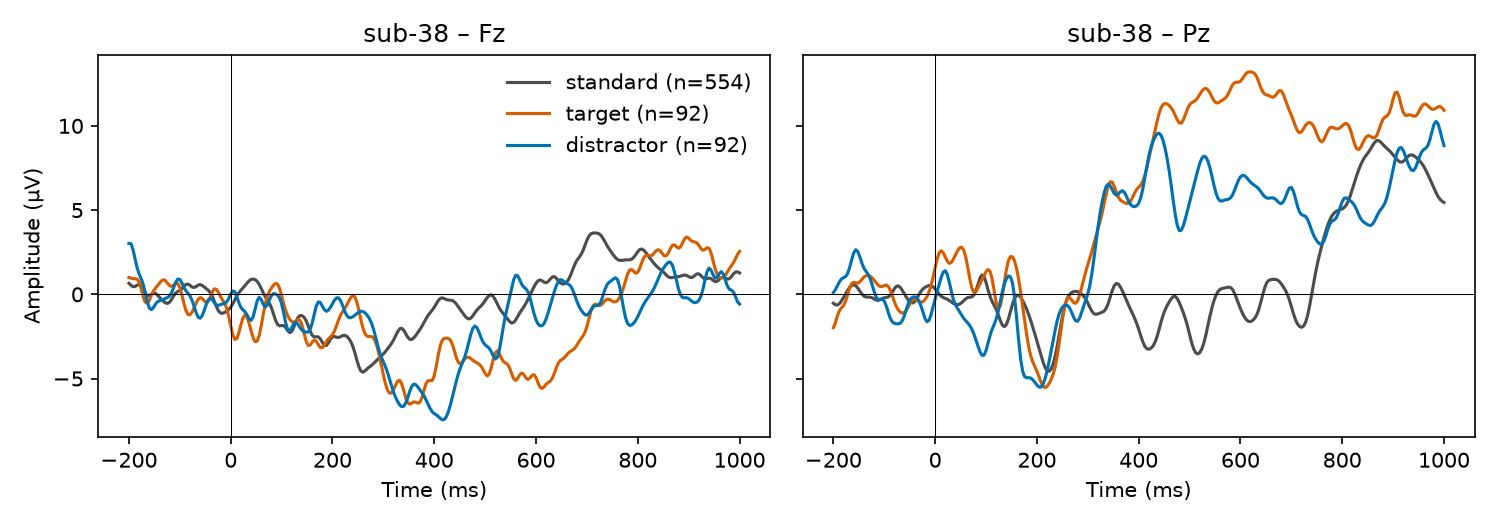 sub-38 – Fz
sub-38 – Pz
standard (n=554)
target (n=92)
distractor (n=92)
Amplitude (µV)
10
5
0
−5
−200 0 200 400 600 800 1000
−200 0 200 400 600 800 1000
Time (ms)
Time (ms)